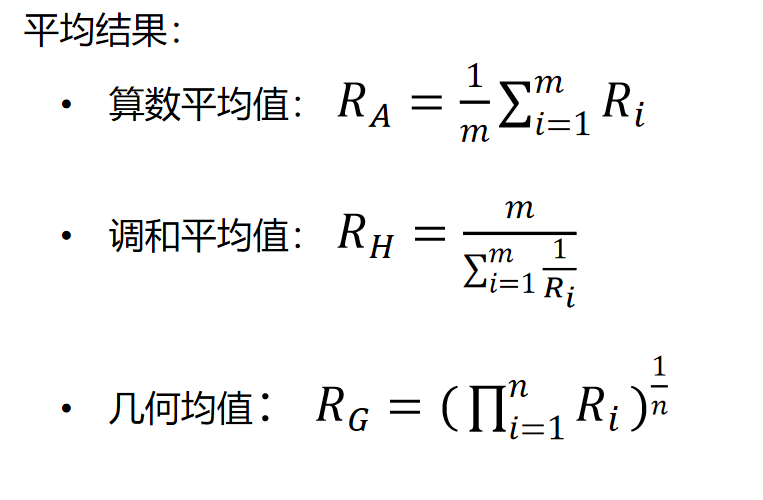 平均结果：
• 算数平均值： $R_A = \frac{1}{m} \sum_{i=1}^{m} R_i$
• 调和平均值： $R_H = \frac{m}{\sum_{i=1}^{m} \frac{1}{R_i}}$
• 几何均值： $R_G = (\prod_{i=1}^{n} R_i)^{\frac{1}{n}}$